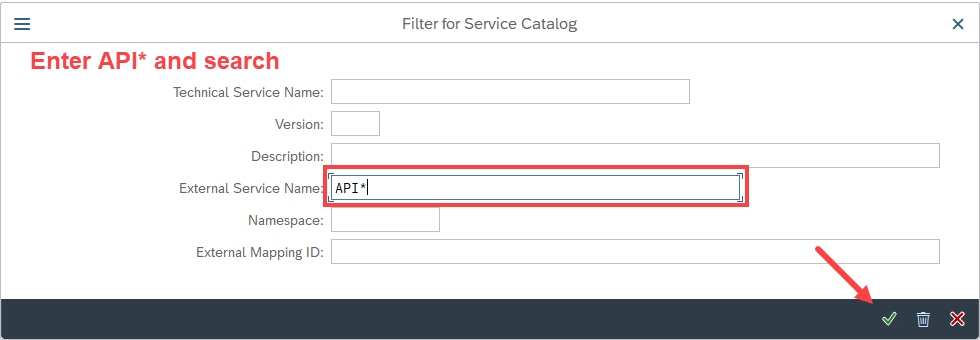 Filter for Service Catalog
Enter API* and search
Technical Service Name:
Version:
Description:
External Service Name: API*
Namespace:
External Mapping ID: